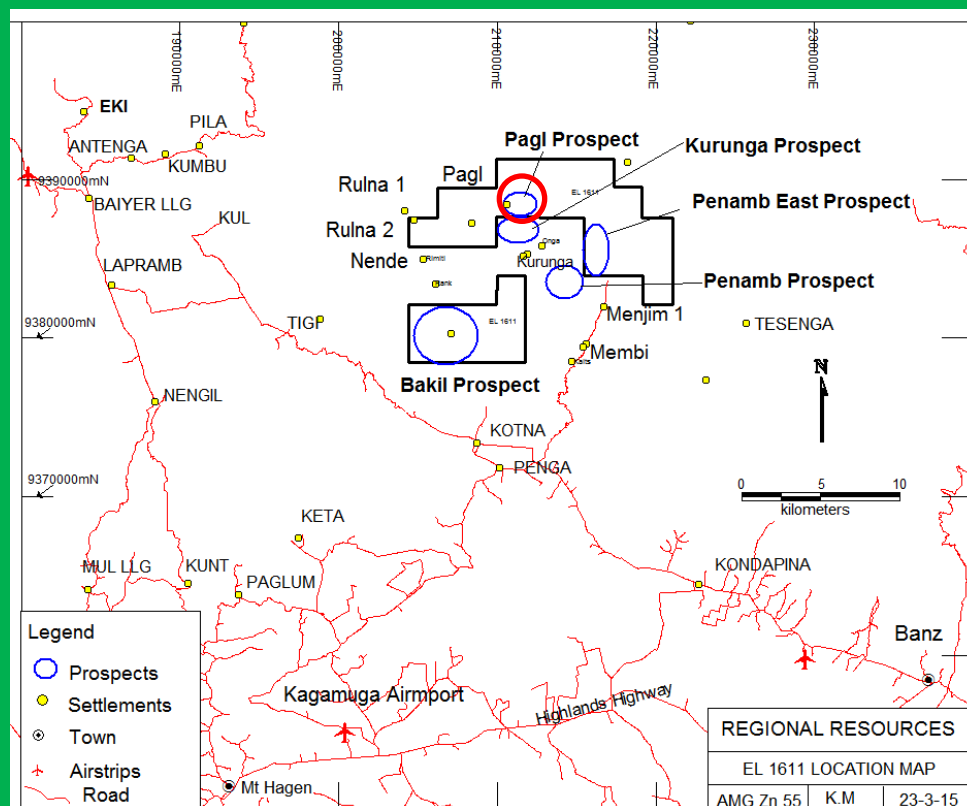 190000mE
200000mE
210000mE
220000mE
230000mE
EKI
PILA
ANTENGA
KUMBU
Pagl Prospect
Kurunga Prospect
Pagl
Rulna 1
EL 1611
9390000mN
BAIYER LLG
Penamb East Prospect
KUL
Rulna 2
Onga
Nende
Rimiti
Kurunga
LAPRAMB
Rank
Penamb Prospect
Menjim 1
9380000mN
TIGI
EL 1611
TESENGA
Membi
Kaits
N
Bakil Prospect
NENGIL
KOTNA
PENGA
9370000mN
0 5 10
kilometers
KETA
MUL LLG
KUNT
PAGLUM
KONDAPINA
Banz
Legend
Prospects
Settlements
Town
Airstrips
Road
Kagamuga Airmport
Highlands Highway
Mt Hagen
REGIONAL RESOURCES
EL 1611 LOCATION MAP
AMG Zn 55 K.M 23-3-15